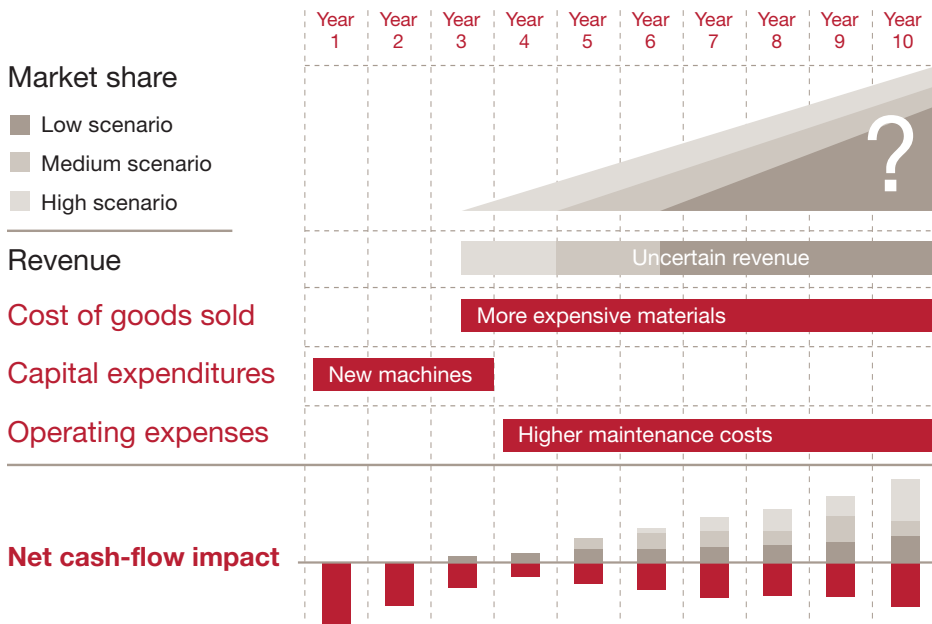 Year Year Year Year Year Year Year Year Year Year
1 2 3 4 5 6 7 8 9 10
Market share
Low scenario
Medium scenario
High scenario
?
Revenue
Uncertain revenue
Cost of goods sold
More expensive materials
Capital expenditures
New machines
Operating expenses
Higher maintenance costs
Net cash-flow impact